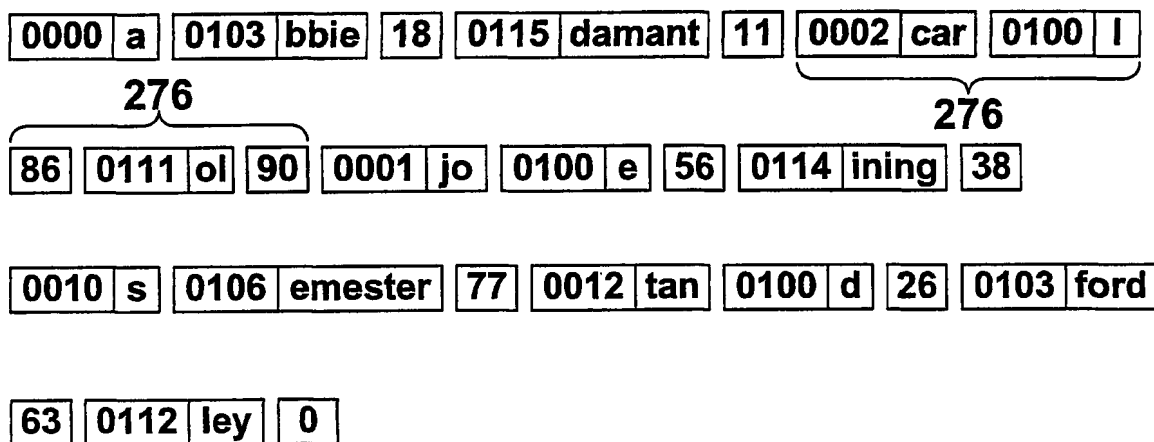 0000 a 0103 bbie 18 0115 damant 11 0002 car 0100 l
276 276
86 0111 ol 90 0001 jo 0100 e 56 0114 ining 38
0010 s 0106 emester 77 0012 tan 0100 d 26 0103 ford
63 0112 ley 0